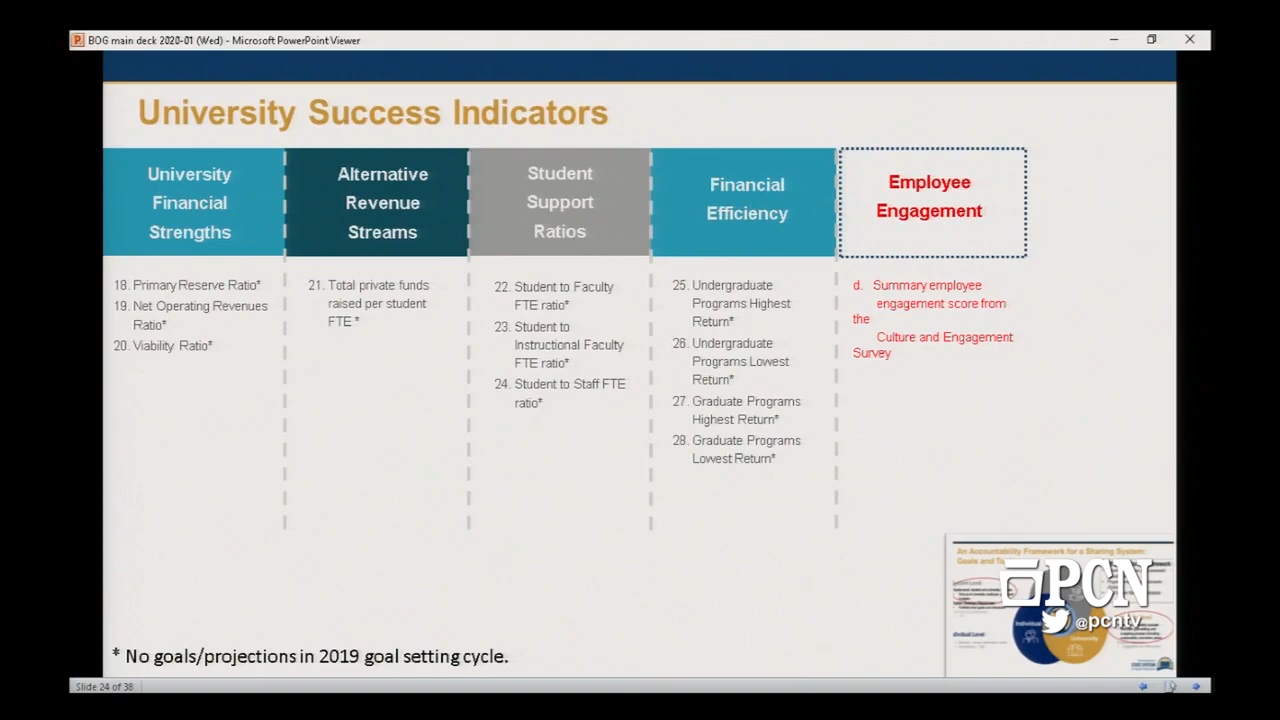 BOG main deck 2020-01 (Wed) - Microsoft PowerPoint Viewer
University Success Indicators
University
Financial
Strengths
Alternative
Revenue
Streams
Student
Support
Ratios
Financial
Efficiency
Employee
Engagement
18. Primary Reserve Ratio*
19. Net Operating Revenues
Ratio*
20. Viability Ratio*
21. Total private funds
raised per student
FTE *
22. Student to Faculty
FTE ratio*
23. Student to
Instructional Faculty
FTE ratio*
24. Student to Staff FTE
ratio*
25. Undergraduate
Programs Highest
Return*
26. Undergraduate
Programs Lowest
Return*
27. Graduate Programs
Highest Return*
28. Graduate Programs
Lowest Return*
d. Summary employee
engagement score from
the
Culture and Engagement
Survey
An Accountability Framework for a Sharing System:
Goals and
PCN
@pcntv
University
* No goals/projections in 2019 goal setting cycle.
Slide 24 of 38